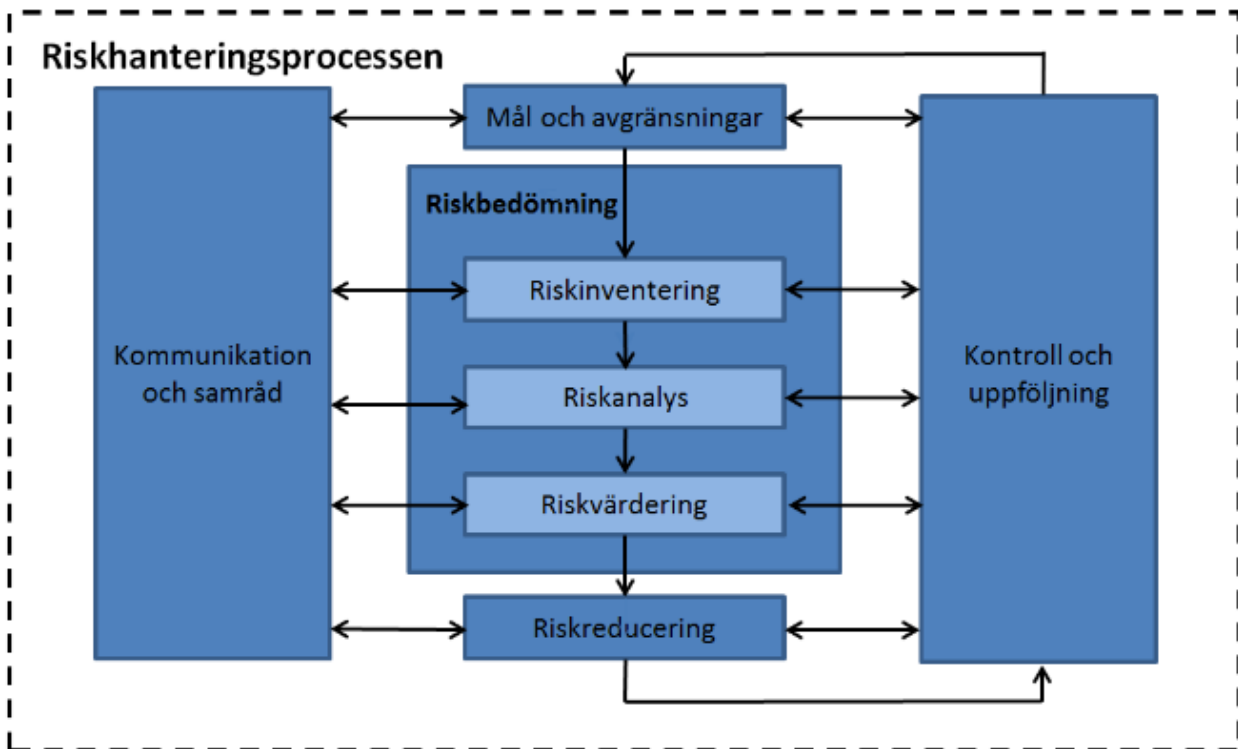 Riskhanteringsprocessen
Mål och avgränsningar
Riskbedömning
Riskinventering
Kommunikation
och samråd
Riskanalys
Kontroll och
uppföljning
Riskvärdering
Riskreducering